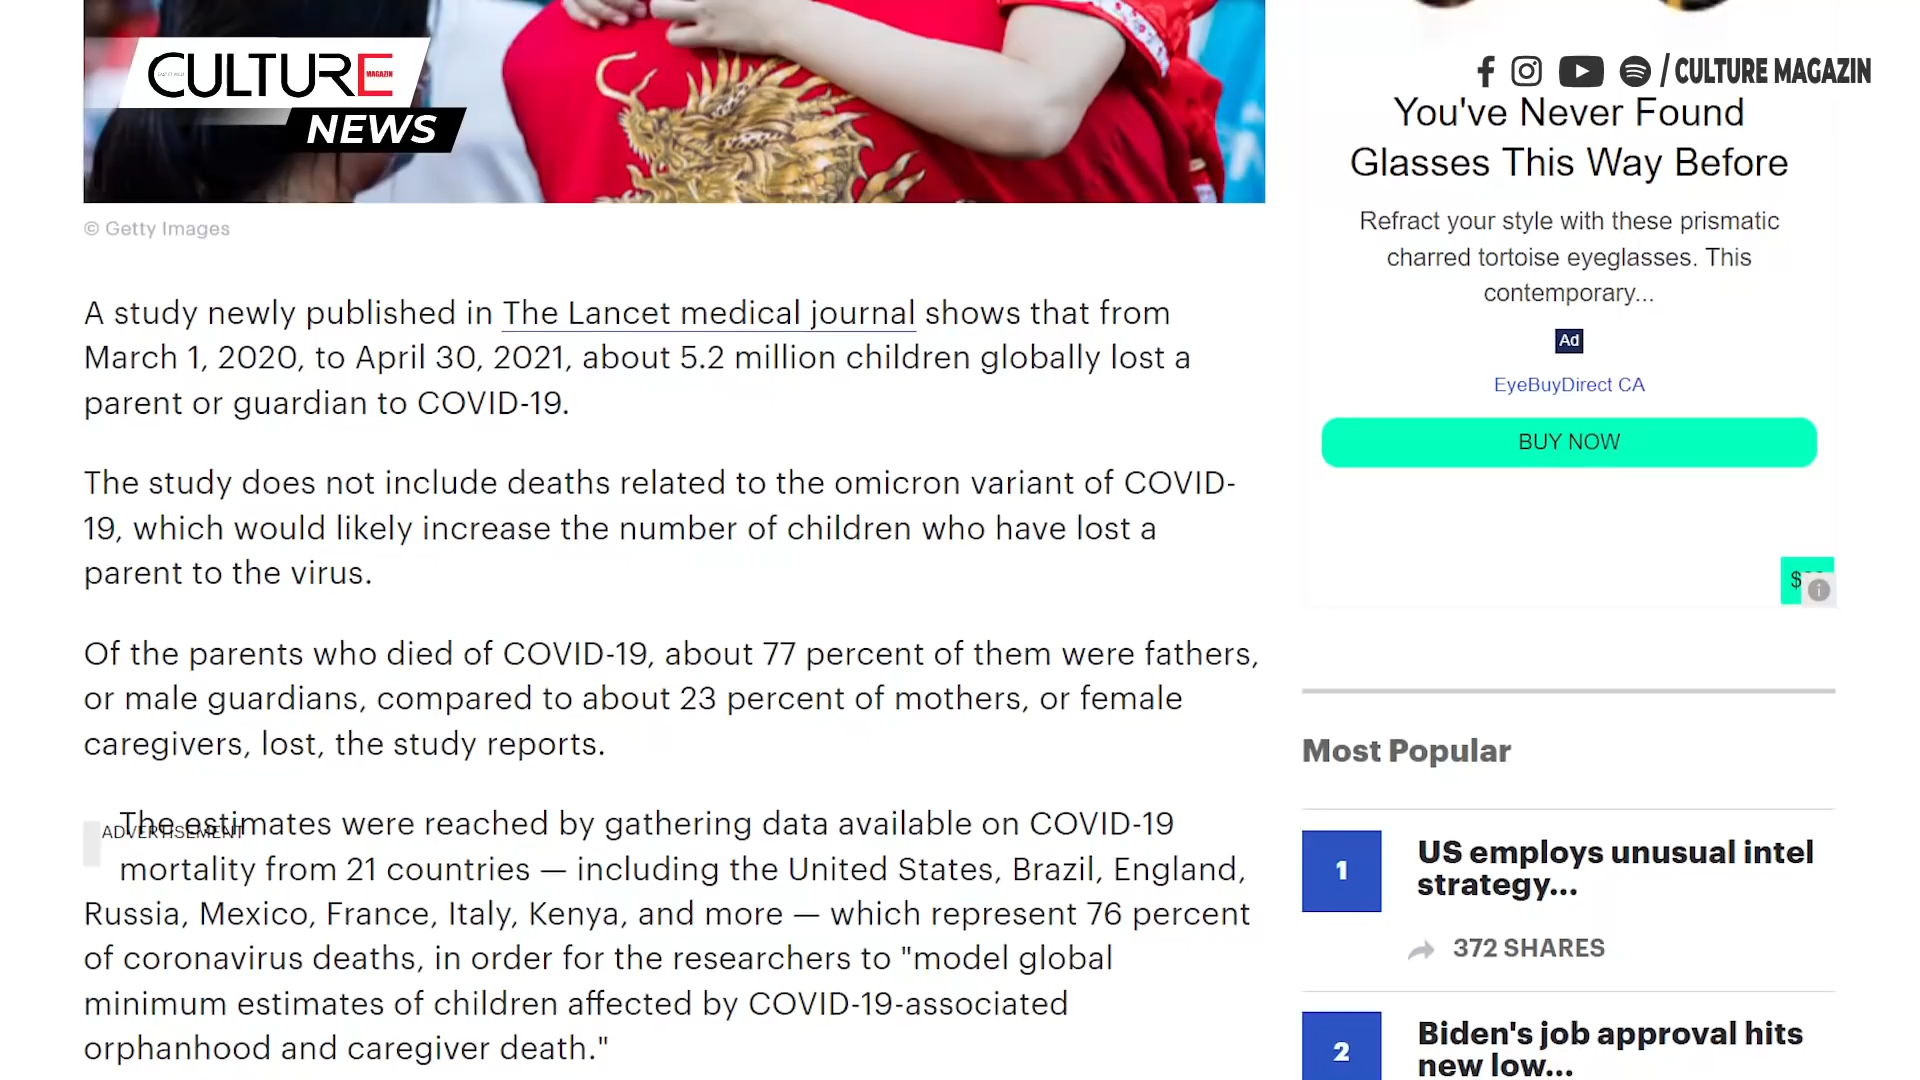 CULTURE
MAGAZIN
NEWS
/ CULTURE MAGAZIN
© Getty Images
A study newly published in The Lancet medical journal shows that from
March 1, 2020, to April 30, 2021, about 5.2 million children globally lost a
parent or guardian to COVID-19.
The study does not include deaths related to the omicron variant of COVID-
19, which would likely increase the number of children who have lost a
parent to the virus.
Of the parents who died of COVID-19, about 77 percent of them were fathers,
or male guardians, compared to about 23 percent of mothers, or female
caregivers, lost, the study reports.
ADVERTISEMENT
The estimates were reached by gathering data available on COVID-19
mortality from 21 countries — including the United States, Brazil, England,
Russia, Mexico, France, Italy, Kenya, and more — which represent 76 percent
of coronavirus deaths, in order for the researchers to "model global
minimum estimates of children affected by COVID-19-associated
orphanhood and caregiver death."
You've Never Found
Glasses This Way Before
Refract your style with these prismatic
charred tortoise eyeglasses. This
contemporary...
Ad
EyeBuyDirect CA
BUY NOW
$
Most Popular
1
US employs unusual intel
strategy...
372 SHARES
2
Biden's job approval hits
new low...